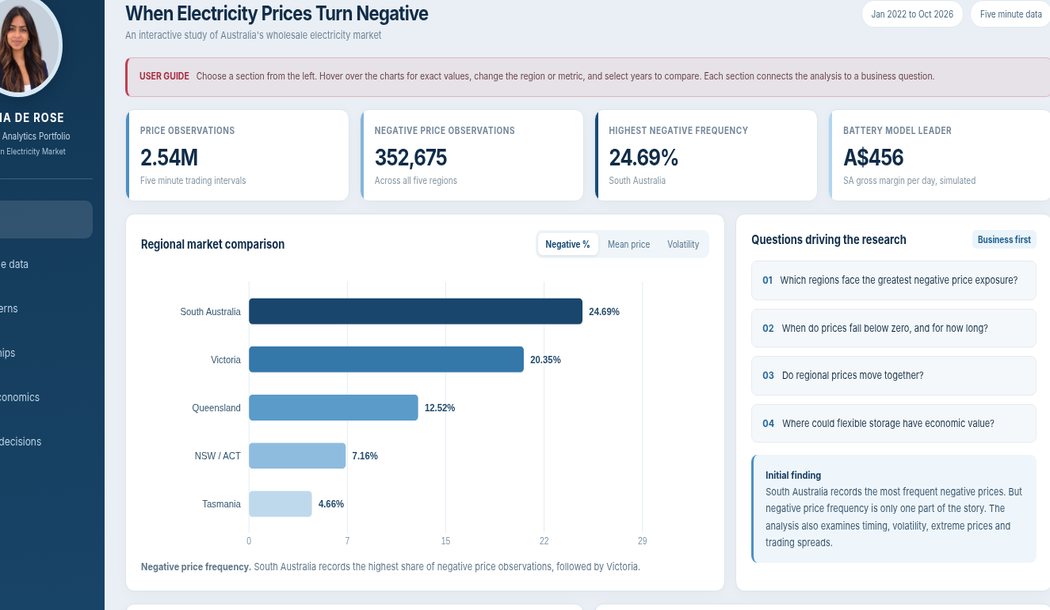 When Electricity Prices Turn Negative
An interactive study of Australia's wholesale electricity market
Jan 2022 to Oct 2026
Five minute data
USER GUIDE Choose a section from the left. Hover over the charts for exact values, change the region or metric, and select years to compare. Each section connects the analysis to a business question.
IA DE ROSE
Analytics Portfolio
n Electricity Market
e data
erns
hips
conomics
decisions
PRICE OBSERVATIONS
2.54M
Five minute trading intervals
NEGATIVE PRICE OBSERVATIONS
352,675
Across all five regions
HIGHEST NEGATIVE FREQUENCY
24.69%
South Australia
BATTERY MODEL LEADER
A$456
SA gross margin per day, simulated
Regional market comparison
Negative % Mean price Volatility
South Australia 24.69%
Victoria 20.35%
Queensland 12.52%
NSW / ACT 7.16%
Tasmania 4.66%
0 7 15 22 29
Negative price frequency. South Australia records the highest share of negative price observations, followed by Victoria.
Questions driving the research
Business first
01 Which regions face the greatest negative price exposure?
02 When do prices fall below zero, and for how long?
03 Do regional prices move together?
04 Where could flexible storage have economic value?
Initial finding
South Australia records the most frequent negative prices. But
negative price frequency is only one part of the story. The
analysis also examines timing, volatility, extreme prices and
trading spreads.